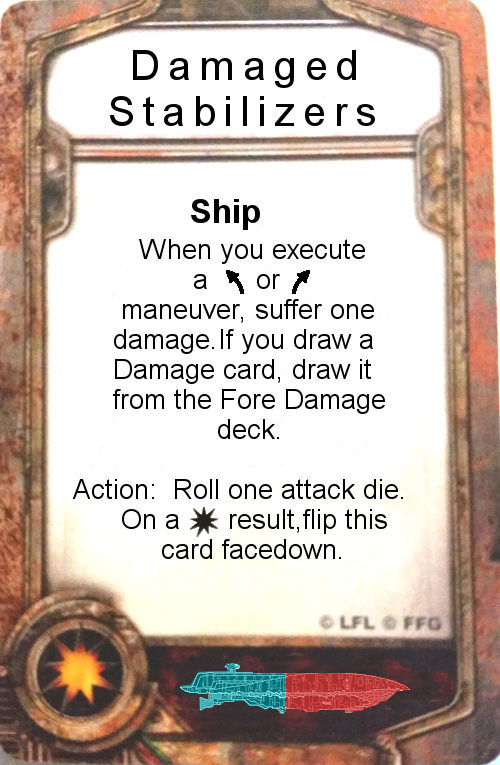 Damaged
Stabilizers
Ship
When you execute
a or
maneuver, suffer one
damage.If you draw a
Damage card, draw it
from the Fore Damage
deck.
Action: Roll one attack die.
On a result,flip this
card facedown.
© LFL © FFG